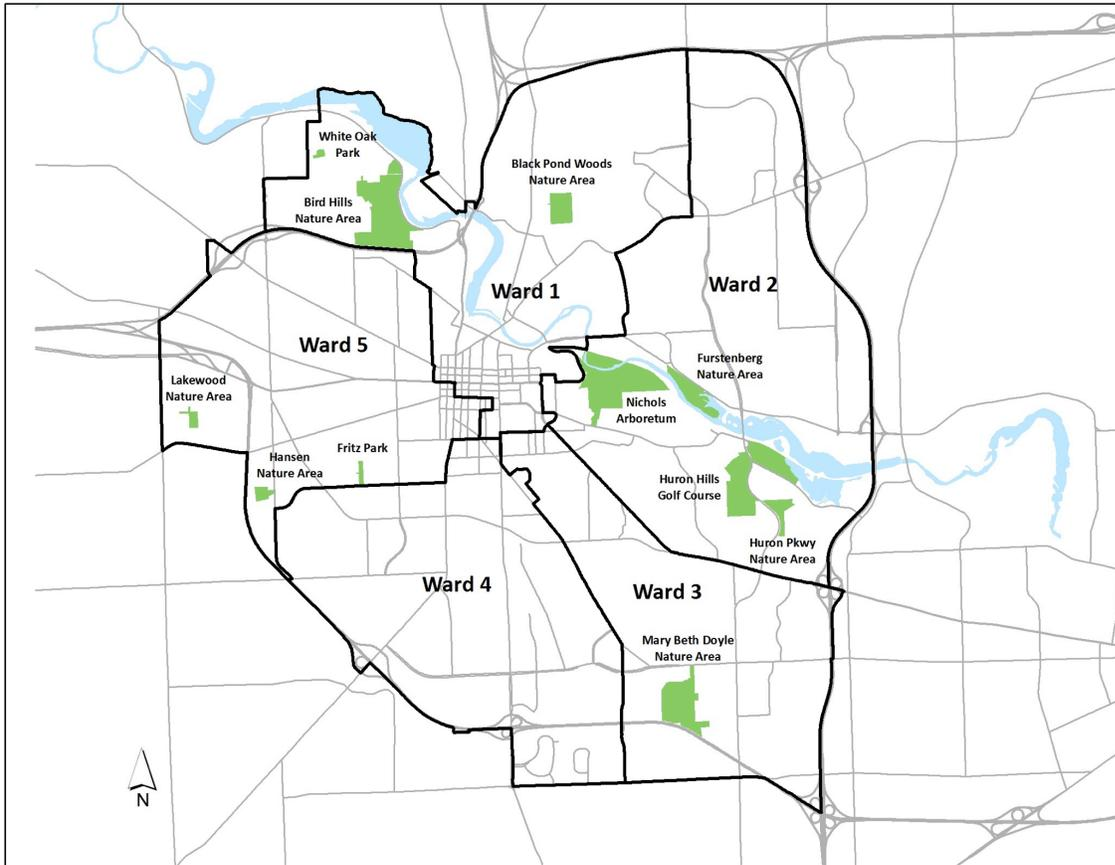 White Oak
Park
Black Pond Woods
Nature Area
Bird Hills
Nature Area
Ward 1
Ward 2
Ward 5
Furstenberg
Nature Area
Lakewood
Nature Area
Nichols
Arboretum
Fritz Park
Hansen
Nature Area
Huron Hills
Golf Course
Huron Pkwy
Nature Area
Ward 4
Ward 3
Mary Beth Doyle
Nature Area
N